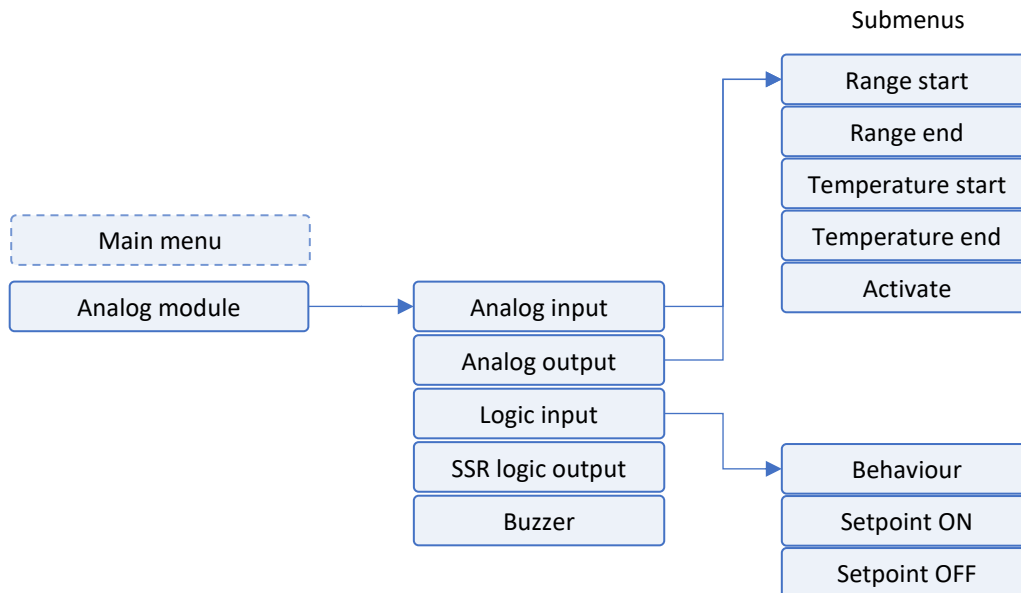 Submenus
Range start
Range end
Temperature start
Temperature end
Activate
Main menu
Analog module
Analog input
Analog output
Logic input
SSR logic output
Buzzer
Behaviour
Setpoint ON
Setpoint OFF